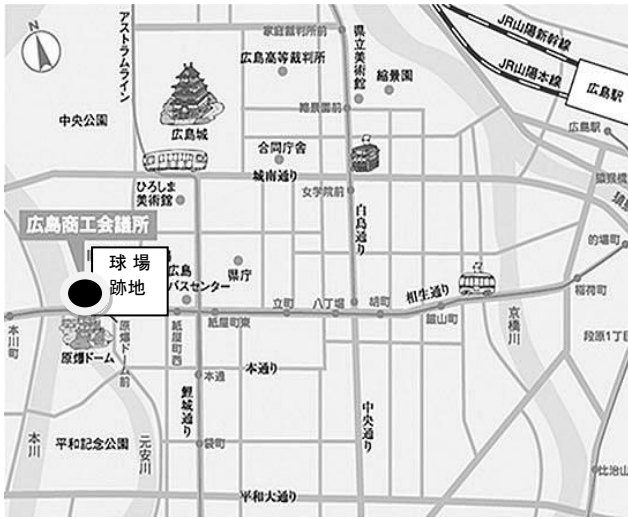 N
アストラムライン
家庭裁判所前
広島高等裁判所
県立美術館
縮景園
JR山陽新幹線
JR山陽本線
広島駅
中央公園
広島城
縮景園前
合同庁舎
広島駅
城南通り
ひろしま
美術館
女学院前
白島通り
猿猴橋
広島商工会議所
球場
跡地
広島
バスセンター
県庁
相生通り
的場町
稲荷町
本川町
原爆ドーム
原爆ドーム前
紙屋町西
紙屋町東
立町
八丁堀
胡町
銀山町
京橋川
段原1丁目
本通り
本通
鯉城通り
中央通り
本川
平和記念公園
元安川
袋町
比治山
平和大通り